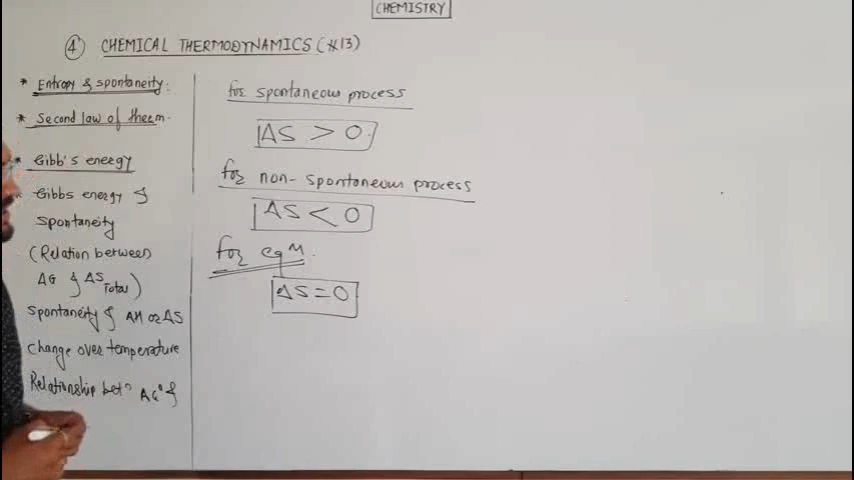 CHEMISTRY
4 CHEMICAL THERMODYNAMICS (*13)
* Entropy & spontaneity:
* Second law of therm.
* Gibb's energy
* Gibbs energy &
spontaneity
(Relation between
ΔG & ΔS Total)
Spontaneity & ΔH or ΔS
Change over temperature
Relationship betn ΔG° &
for spontaneous process
ΔS > 0.
for non-spontaneous process
ΔS < 0
for eqM.
ΔS = 0